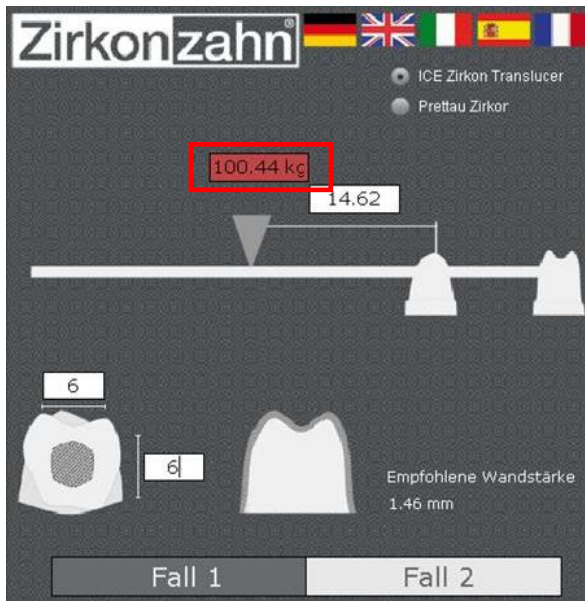 Zirkonzahn®
ICE Zirkon Translucer
Prettau Zirkor
100.44 kg
14.62
6
6
Empfohlene Wandstärke
1.46 mm
Fall 1
Fall 2